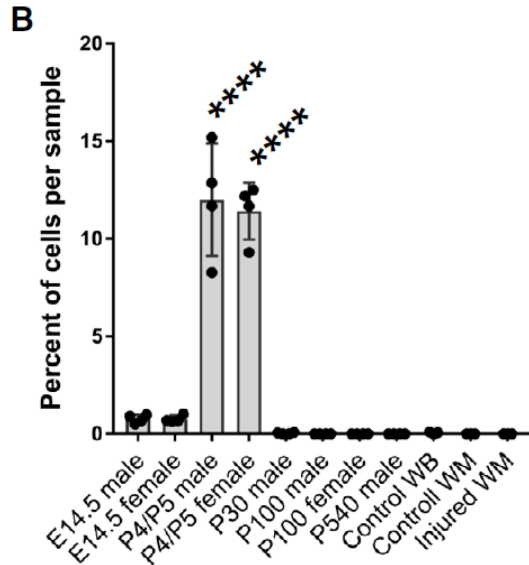 B
Percent of cells per sample
20
15
10
5
0
****
****
E14.5 male
E14.5 female
P4/P5 male
P4/P5 female
P30 male
P100 male
P100 female
P540 male
Control WB
Controll WM
Injured WM